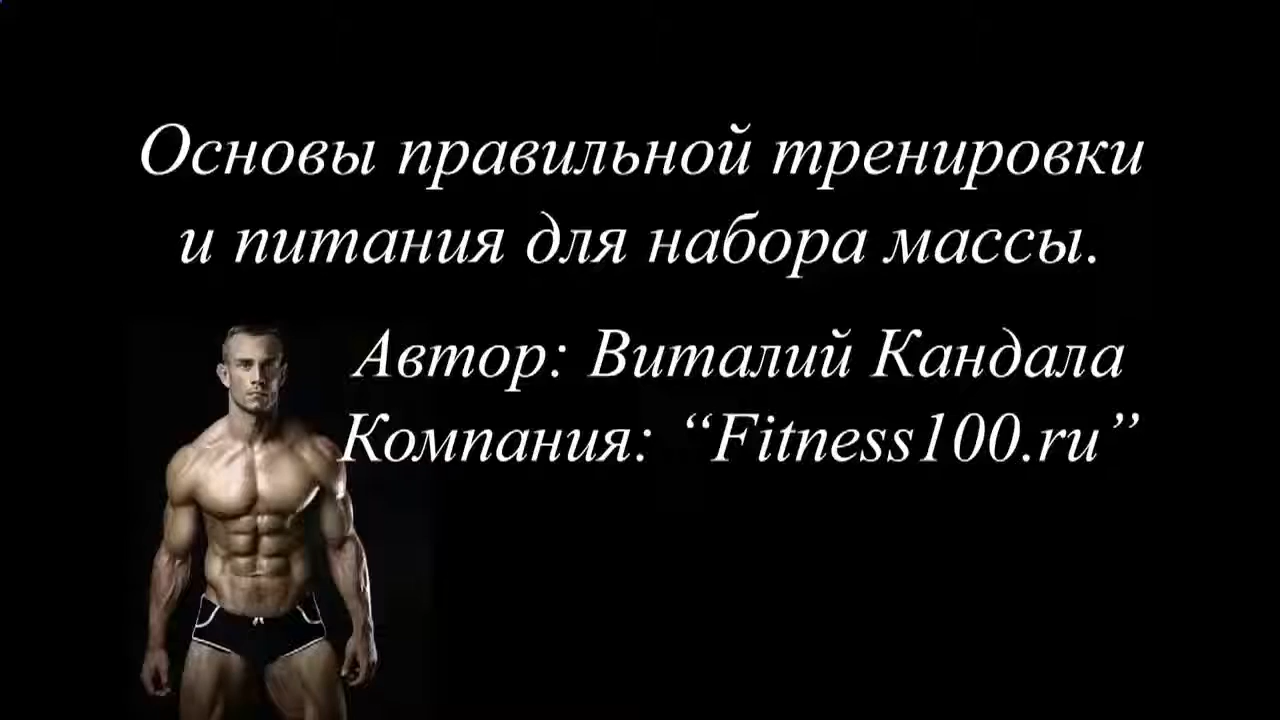 Основы правильной тренировки
и питания для набора массы.
Автор: Виталий Кандала
Компания: “Fitness100.ru”